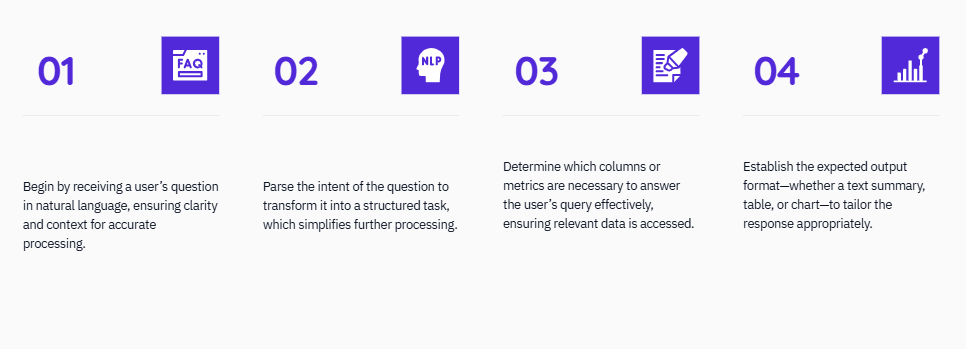 01
FAQ
02
NLP
03
04
Begin by receiving a user’s question
in natural language, ensuring clarity
and context for accurate
processing.
Parse the intent of the question to
transform it into a structured task,
which simplifies further processing.
Determine which columns or
metrics are necessary to answer
the user’s query effectively,
ensuring relevant data is accessed.
Establish the expected output
format—whether a text summary,
table, or chart—to tailor the
response appropriately.